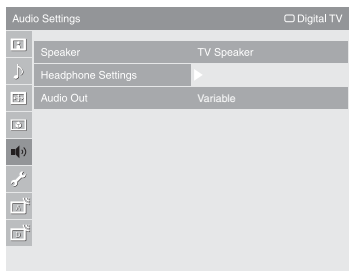 Audio Settings Digital TV
Speaker TV Speaker
Headphone Settings
Audio Out Variable